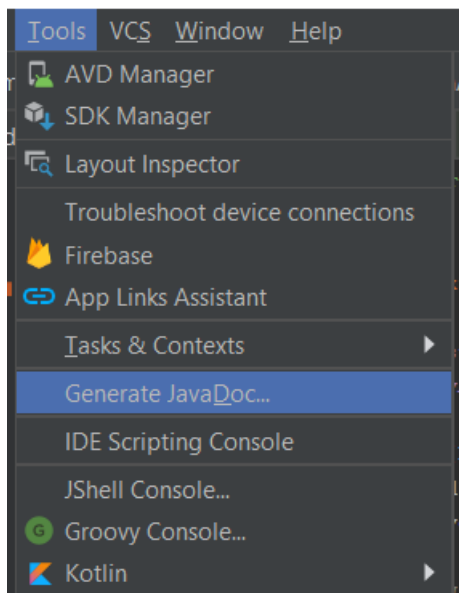 Tools VCS Window Help
AVD Manager
SDK Manager
Layout Inspector
Troubleshoot device connections
Firebase
App Links Assistant
Tasks & Contexts
Generate JavaDoc...
IDE Scripting Console
JShell Console...
G Groovy Console...
Kotlin